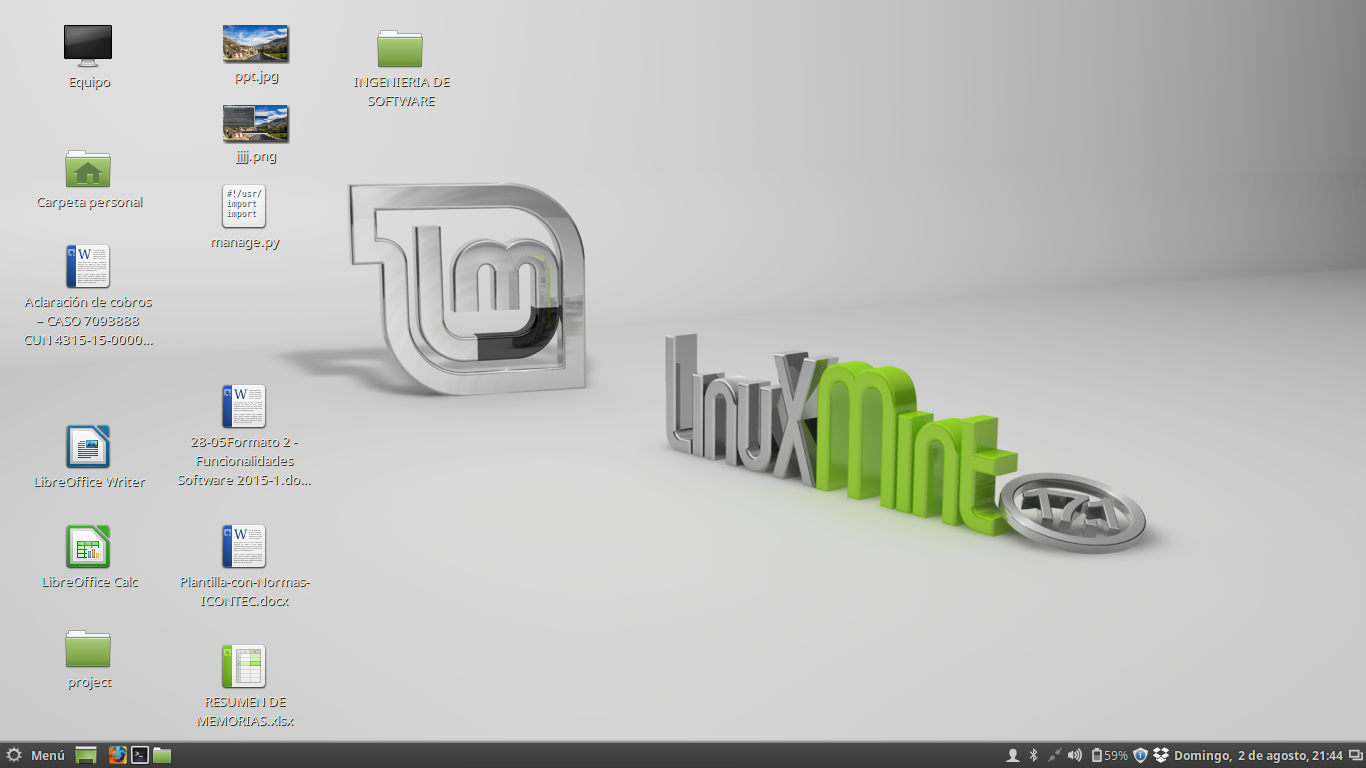 Equipo
ppt.jpg
INGENIERIA DE
SOFTWARE
jjjj.png
Carpeta personal
#!/usr/
import
import
manage.py
Aclaración de cobros
– CASO 7093888
CUN 4315-15-0000...
28-05Formato 2 -
Funcionalidades
Software 2015-1.do...
LibreOffice Writer
LibreOffice Calc
Plantilla-con-Normas-
ICONTEC.docx
project
RESUMEN DE
MEMORIAS.xlsx
lm
LinuxMint
17.1
Menú
59%
Domingo, 2 de agosto, 21:44